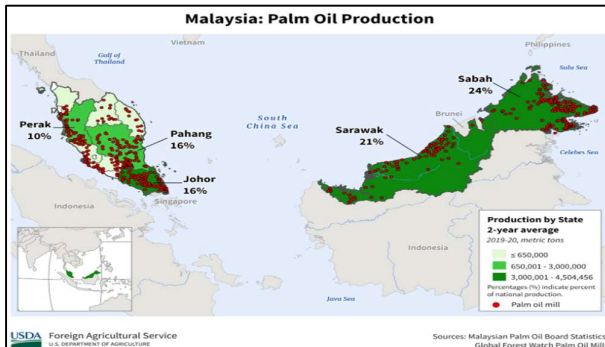 Malaysia: Palm Oil Production
Thailand
Gulf of
Thailand
Vietnam
Philippines
Sulu Sea
Sabah
24%
Brunei
Perak
10%
Pahang
16%
South
China Sea
Sarawak
21%
Celebes Sea
Johor
16%
Singapore
Indonesia
Indonesia
Java Sea
Production by State
2-year average
2019-20, metric tons
≤ 650,000
650,001 - 3,000,000
3,000,001 - 4,504,456
Percentages (%) indicate percent
of national production.
Palm oil mill
USDA Foreign Agricultural Service
U.S. DEPARTMENT OF AGRICULTURE
Sources: Malaysian Palm Oil Board Statistics
Global Forest Watch Palm Oil Mill